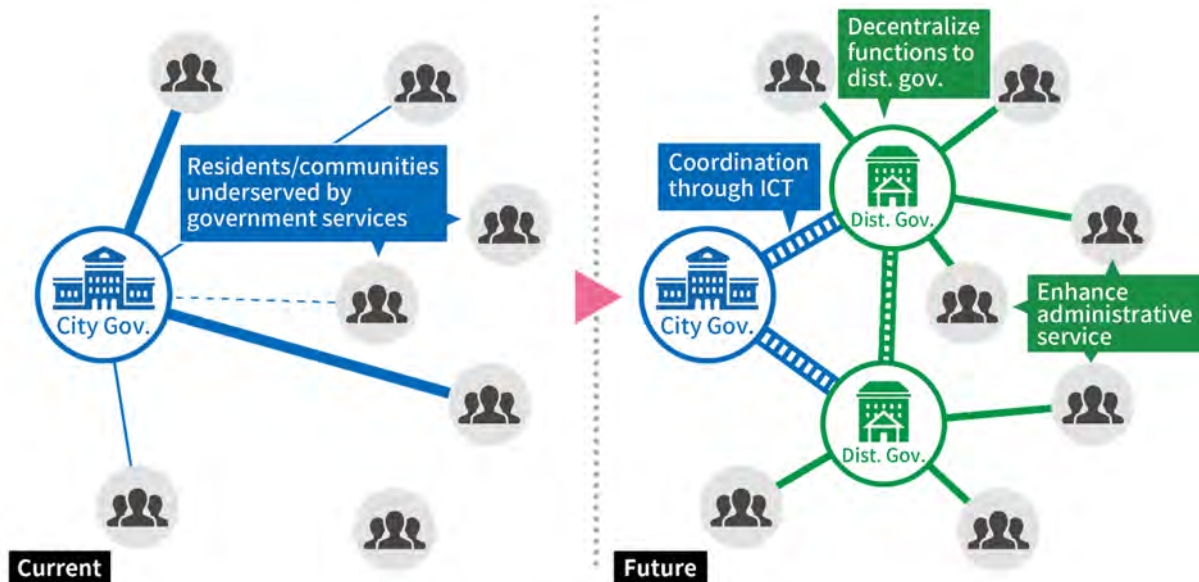 Residents/communities
underserved by
government services
City Gov.
Current
Decentralize
functions to
dist. gov.
Coordination
through ICT
Dist. Gov.
City Gov.
Enhance
administrative
service
Dist. Gov.
Future